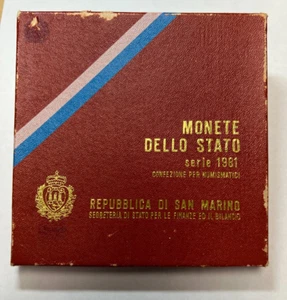 MONETE
DELLO STATO
serie 1981
CONFEZIONE PER NUMISMATICI
REPUBBLICA DI SAN MARINO
SEGRETERIA DI STATO PER LE FINANZE ED IL BILANCIO